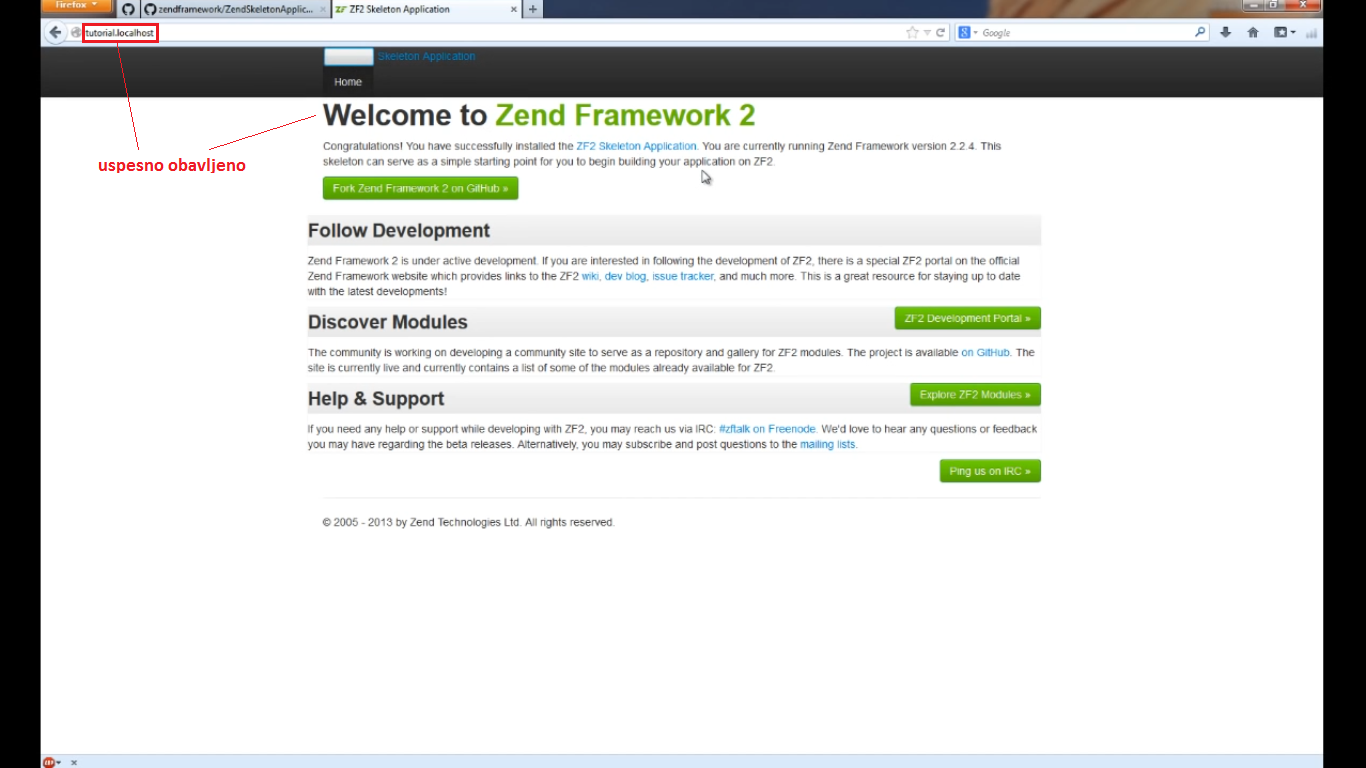 Firefox
zendframework/ZendSkeletonApplic...
ZF2 Skeleton Application
tutorial.localhost
Google
Skeleton Application
Home
Welcome to Zend Framework 2
Congratulations! You have successfully installed the ZF2 Skeleton Application. You are currently running Zend Framework version 2.2.4. This
skeleton can serve as a simple starting point for you to begin building your application on ZF2.
uspesno obavljeno
Fork Zend Framework 2 on GitHub »
Follow Development
Zend Framework 2 is under active development. If you are interested in following the development of ZF2, there is a special ZF2 portal on the official
Zend Framework website which provides links to the ZF2 wiki, dev blog, issue tracker, and much more. This is a great resource for staying up to date
with the latest developments!
ZF2 Development Portal »
Discover Modules
The community is working on developing a community site to serve as a repository and gallery for ZF2 modules. The project is available on GitHub. The
site is currently live and currently contains a list of some of the modules already available for ZF2.
Explore ZF2 Modules »
Help & Support
If you need any help or support while developing with ZF2, you may reach us via IRC: #zftalk on Freenode. We'd love to hear any questions or feedback
you may have regarding the beta releases. Alternatively, you may subscribe and post questions to the mailing lists.
Ping us on IRC »
© 2005 - 2013 by Zend Technologies Ltd. All rights reserved.